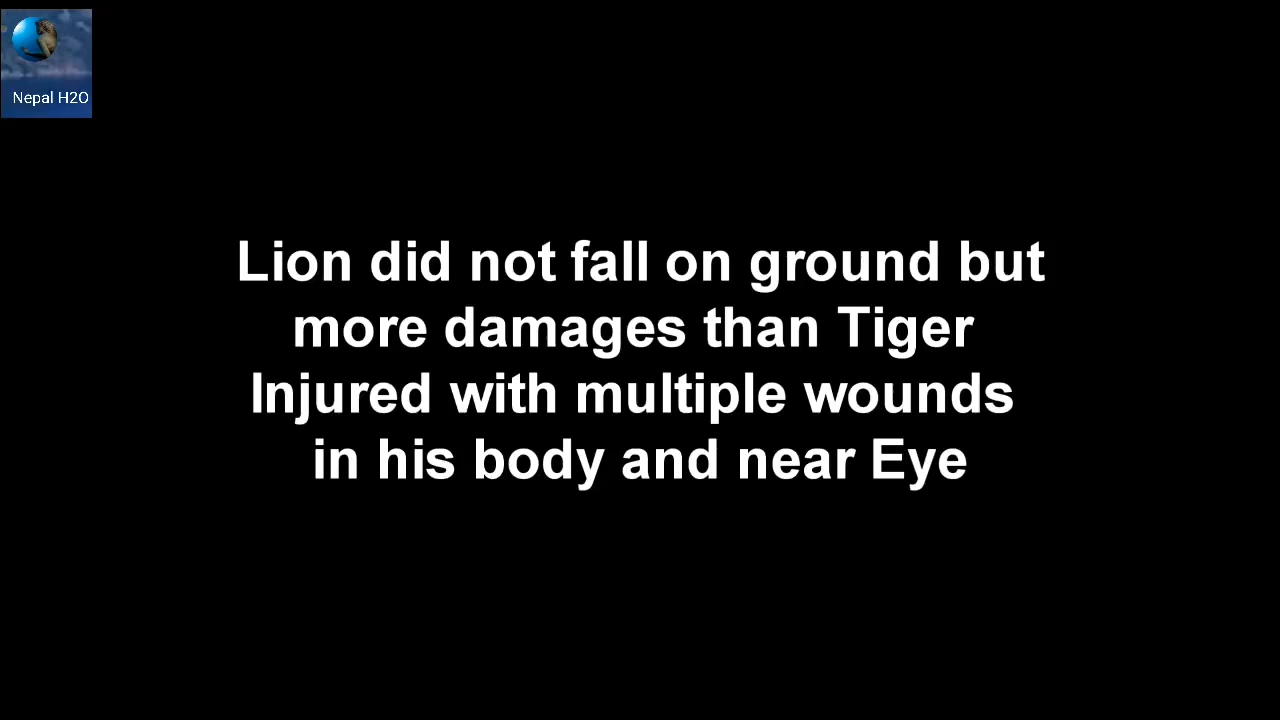 Nepal H2O
Lion did not fall on ground but
more damages than Tiger
Injured with multiple wounds
in his body and near Eye